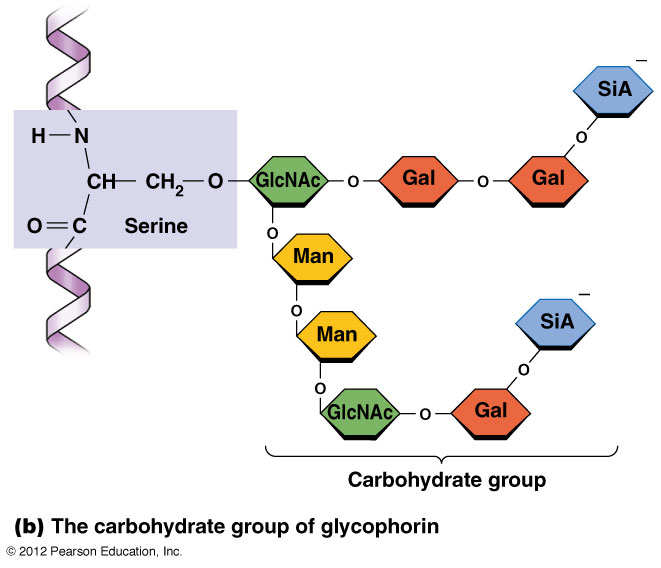 SiA −
H—N
CH—CH2—O—GlcNAc—O—Gal—O—Gal
O
O=C
Serine
O
Man
O
Man
SiA −
O
O
GlcNAc—O—Gal
Carbohydrate group
(b) The carbohydrate group of glycophorin
© 2012 Pearson Education, Inc.